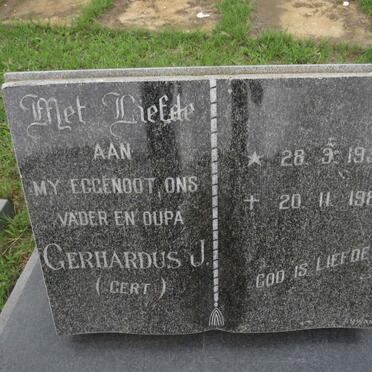 Met Liefde
AAN
MY EGGENOOT, ONS
VADER EN OUPA
GERHARDUS J.
( GERT )
★ 28. 3. 19
† 20. 11. 19
GOD IS LIEFDE